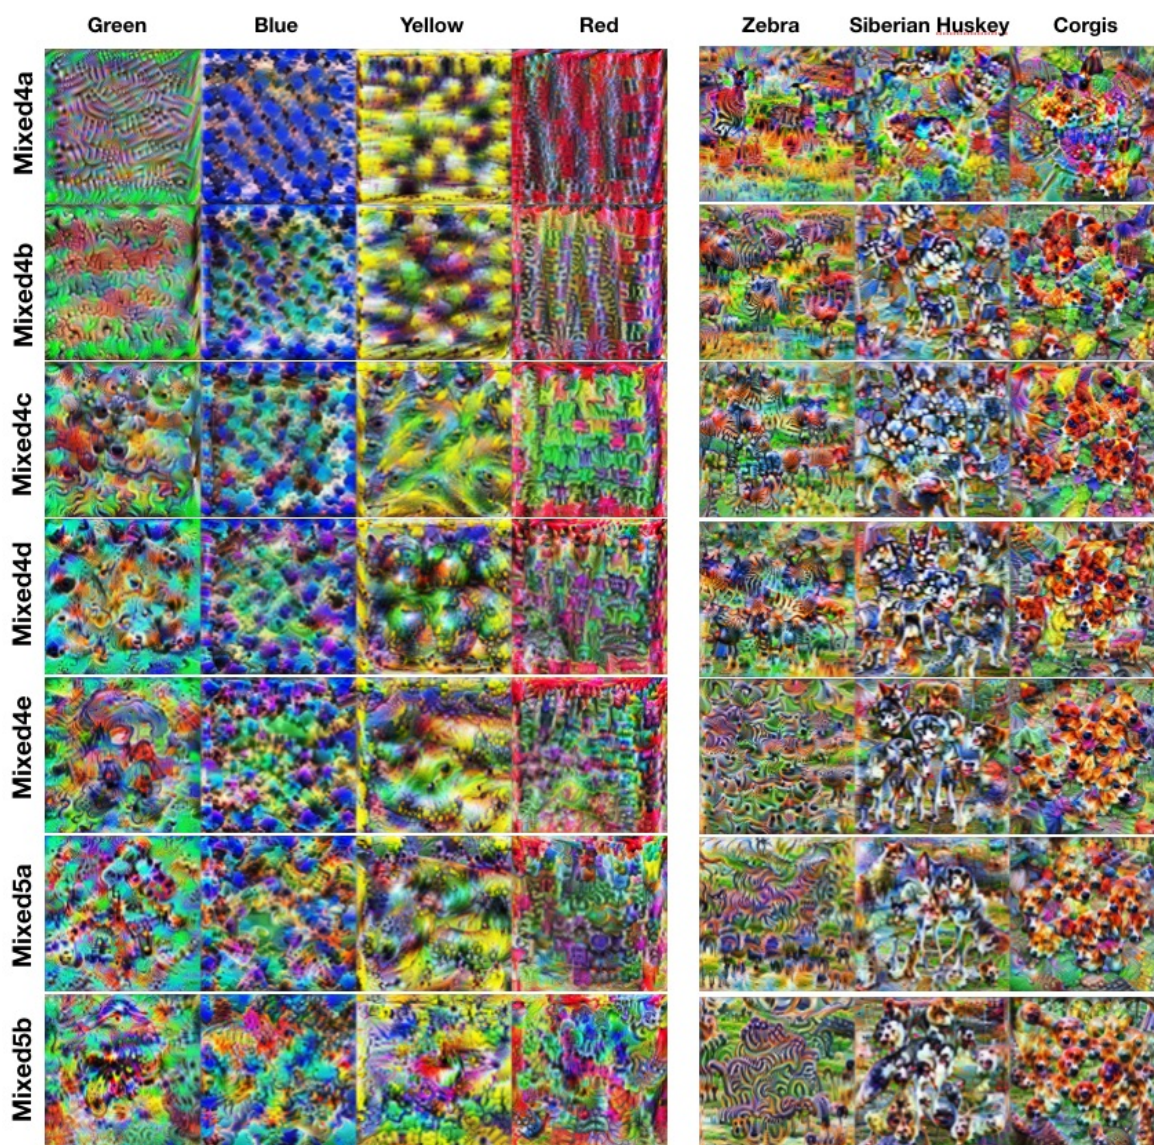 Green Blue Yellow Red Zebra Siberian Huskey Corgis
Mixed4a
Mixed4b
Mixed4c
Mixed4d
Mixed4e
Mixed5a
Mixed5b